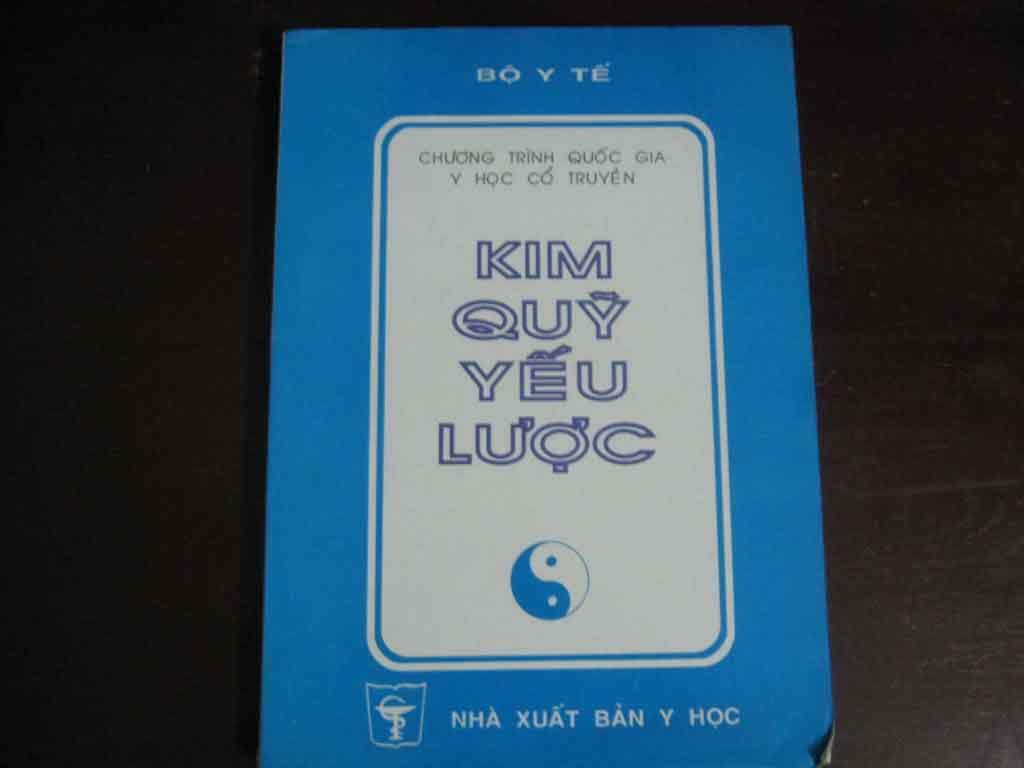 BỘ Y TẾ
CHƯƠNG TRÌNH QUỐC GIA
Y HỌC CỔ TRUYỀN
KIM
QUỸ
YẾU
LƯỢC
NHÀ XUẤT BẢN Y HỌC